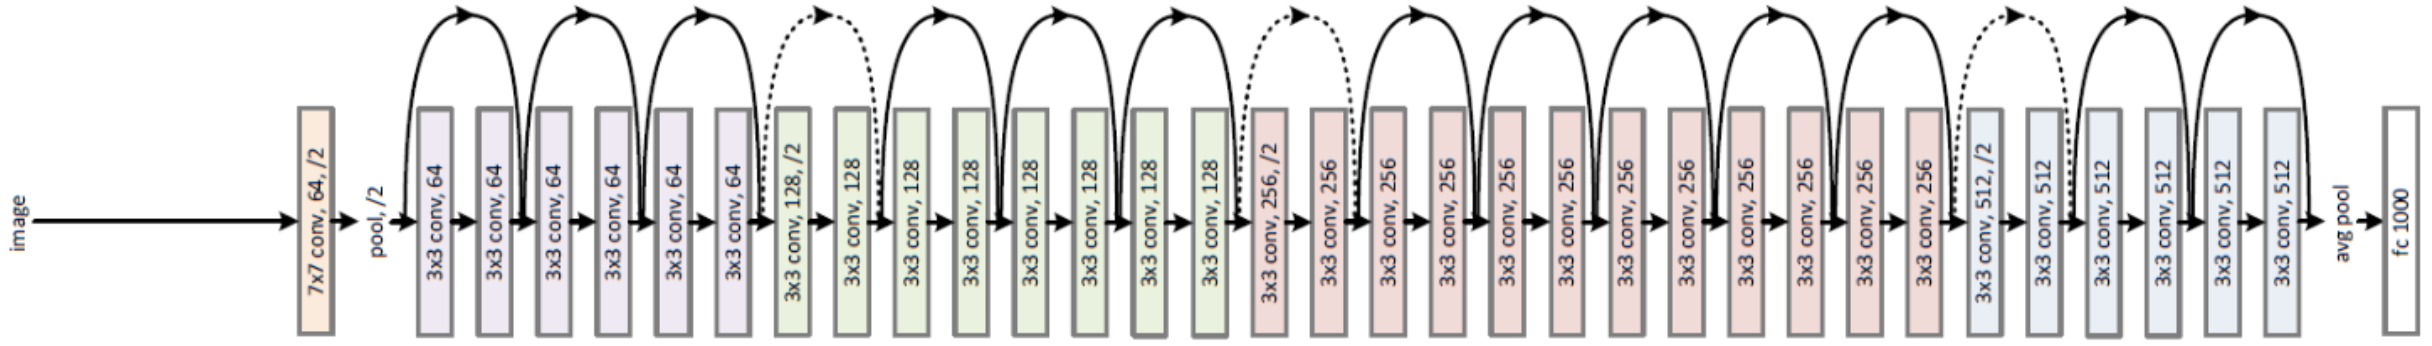 image
7x7 conv, 64, /2
pool, /2
3x3 conv, 64
3x3 conv, 64
3x3 conv, 64
3x3 conv, 64
3x3 conv, 64
3x3 conv, 64
3x3 conv, 128, /2
3x3 conv, 128
3x3 conv, 128
3x3 conv, 128
3x3 conv, 128
3x3 conv, 128
3x3 conv, 128
3x3 conv, 128
3x3 conv, 256, /2
3x3 conv, 256
3x3 conv, 256
3x3 conv, 256
3x3 conv, 256
3x3 conv, 256
3x3 conv, 256
3x3 conv, 256
3x3 conv, 256
3x3 conv, 256
3x3 conv, 256
3x3 conv, 256
3x3 conv, 512, /2
3x3 conv, 512
3x3 conv, 512
3x3 conv, 512
3x3 conv, 512
3x3 conv, 512
avg pool
fc 1000